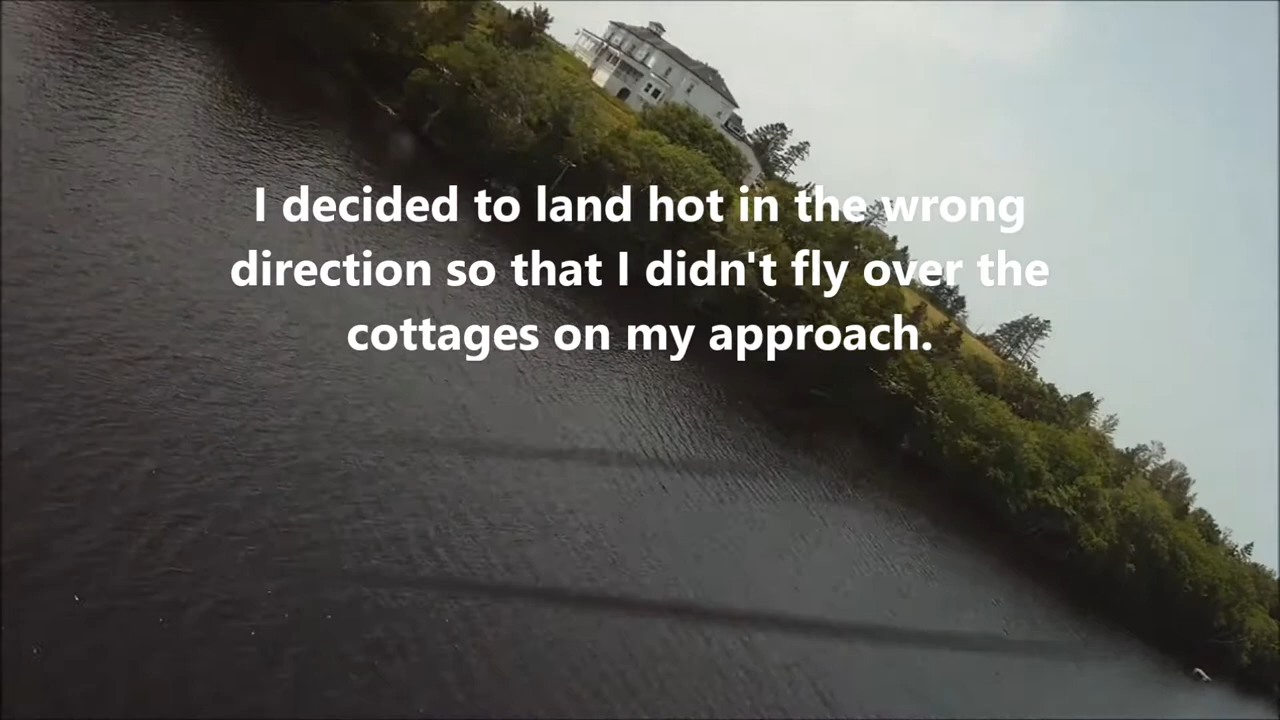 I decided to land hot in the wrong
direction so that I didn't fly over the
cottages on my approach.